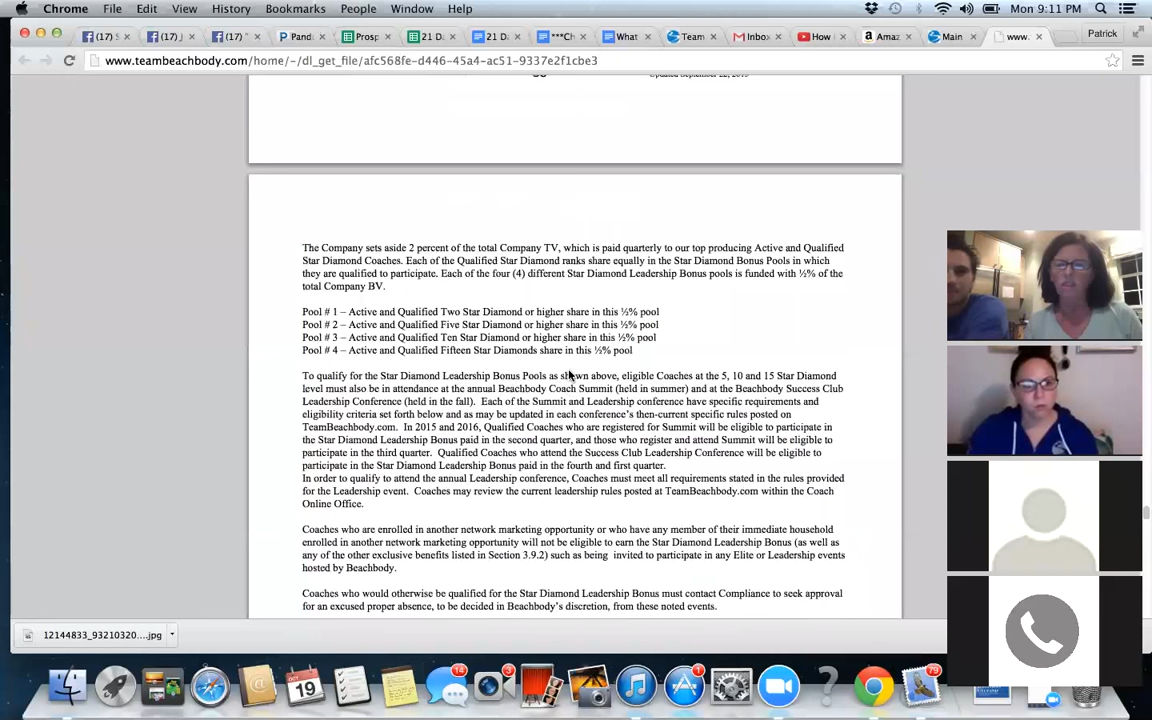 Chrome File Edit View History Bookmarks People Window Help Mon 9:11 PM
(17) S (17) J (17) " Pand Prosp 21 D 21 D ***Ch What Team Inbox How Amaz Main www. Patrick
www.teambeachbody.com/home/-/dl_get_file/afc568fe-d446-45a4-ac51-9337e2f1cbe3
The Company sets aside 2 percent of the total Company TV, which is paid quarterly to our top producing Active and Qualified
Star Diamond Coaches. Each of the Qualified Star Diamond ranks share equally in the Star Diamond Bonus Pools in which
they are qualified to participate. Each of the four (4) different Star Diamond Leadership Bonus pools is funded with ½% of the
total Company BV.
Pool # 1 – Active and Qualified Two Star Diamond or higher share in this ½% pool
Pool # 2 – Active and Qualified Five Star Diamond or higher share in this ½% pool
Pool # 3 – Active and Qualified Ten Star Diamond or higher share in this ½% pool
Pool # 4 – Active and Qualified Fifteen Star Diamonds share in this ½% pool
To qualify for the Star Diamond Leadership Bonus Pools as shown above, eligible Coaches at the 5, 10 and 15 Star Diamond
level must also be in attendance at the annual Beachbody Coach Summit (held in summer) and at the Beachbody Success Club
Leadership Conference (held in the fall). Each of the Summit and Leadership conference have specific requirements and
eligibility criteria set forth below and as may be updated in each conference's then-current specific rules posted on
TeamBeachbody.com. In 2015 and 2016, Qualified Coaches who are registered for Summit will be eligible to participate in
the Star Diamond Leadership Bonus paid in the second quarter, and those who register and attend Summit will be eligible to
participate in the third quarter. Qualified Coaches who attend the Success Club Leadership Conference will be eligible to
participate in the Star Diamond Leadership Bonus paid in the fourth and first quarter.
In order to qualify to attend the annual Leadership conference, Coaches must meet all requirements stated in the rules provided
for the Leadership event. Coaches may review the current leadership rules posted at TeamBeachbody.com within the Coach
Online Office.
Coaches who are enrolled in another network marketing opportunity or who have any member of their immediate household
enrolled in another network marketing opportunity will not be eligible to earn the Star Diamond Leadership Bonus (as well as
any of the other exclusive benefits listed in Section 3.9.2) such as being invited to participate in any Elite or Leadership events
hosted by Beachbody.
Coaches who would otherwise be qualified for the Star Diamond Leadership Bonus must contact Compliance to seek approval
for an excused proper absence, to be decided in Beachbody's discretion, from these noted events.
12144833_93210320....jpg
OCT 19 14 3 1 79